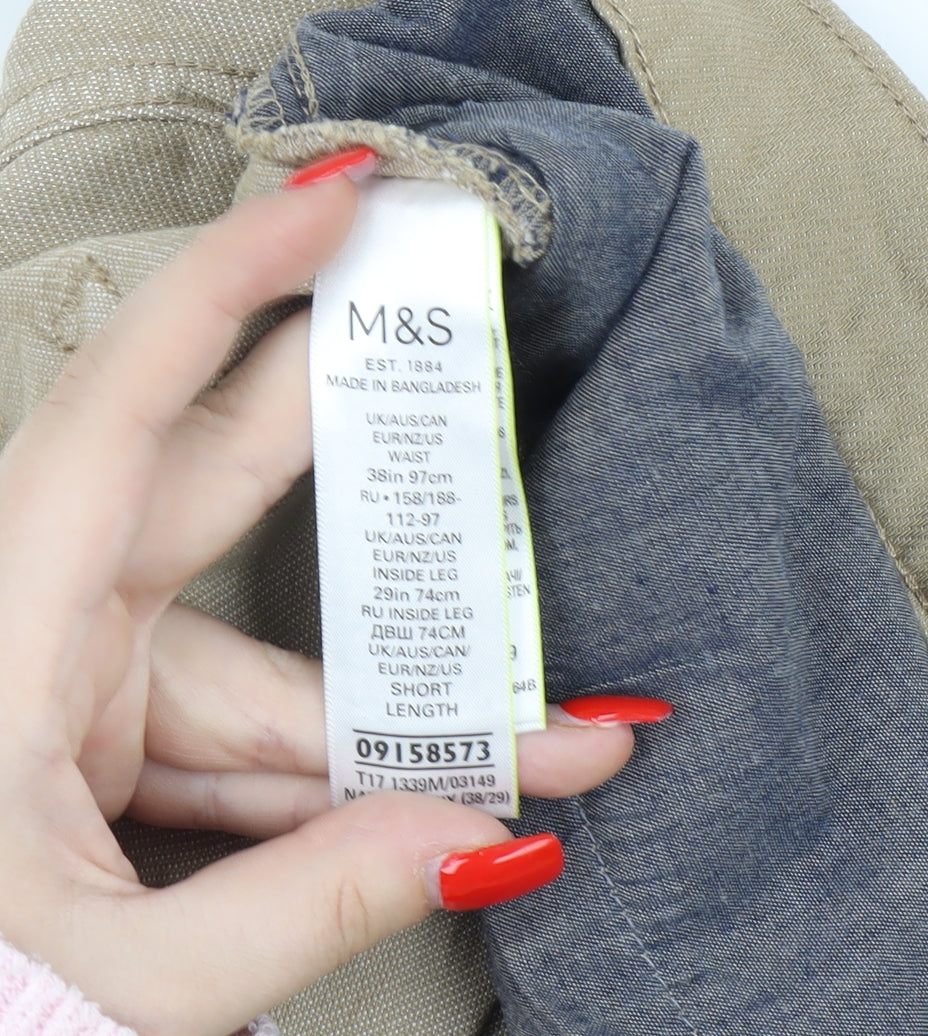 M&S
EST. 1884
MADE IN BANGLADESH
UK/AUS/CAN
EUR/NZ/US
WAIST
38in 97cm
RU • 158/188-
112-97
UK/AUS/CAN
EUR/NZ/US
INSIDE LEG
29in 74cm
RU INSIDE LEG
ДВШ 74CM
UK/AUS/CAN/
EUR/NZ/US
SHORT
LENGTH
09158573
T17 1339M/03149
(38/29)
64B